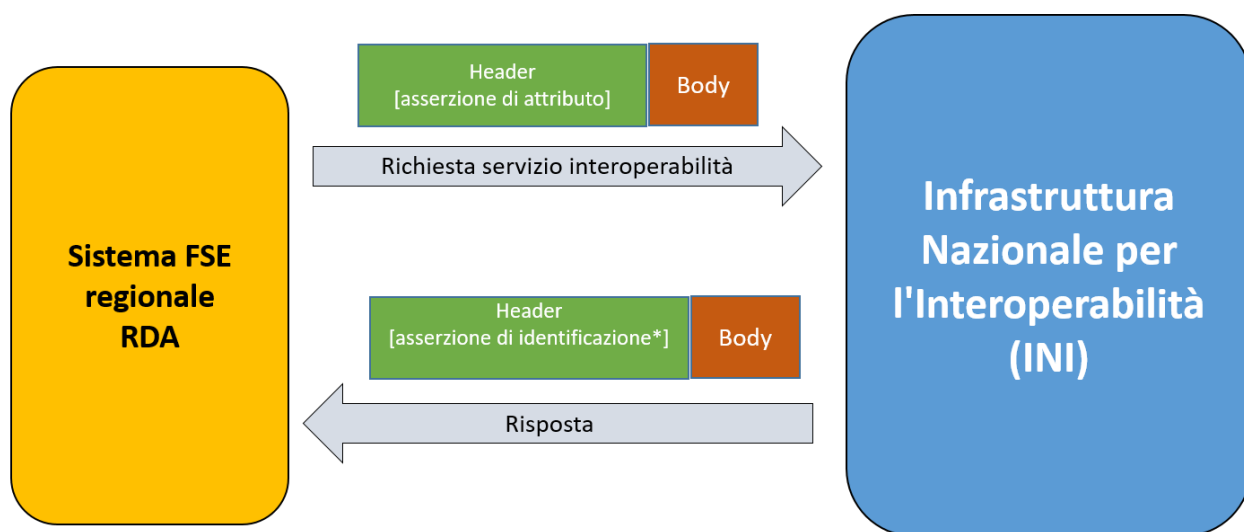 Header
[asserzione di attributo]
Body
Richiesta servizio interoperabilità
Sistema FSE
regionale
RDA
Infrastruttura
Nazionale per
l'Interoperabilità
(INI)
Header
[asserzione di identificazione*]
Body
Risposta